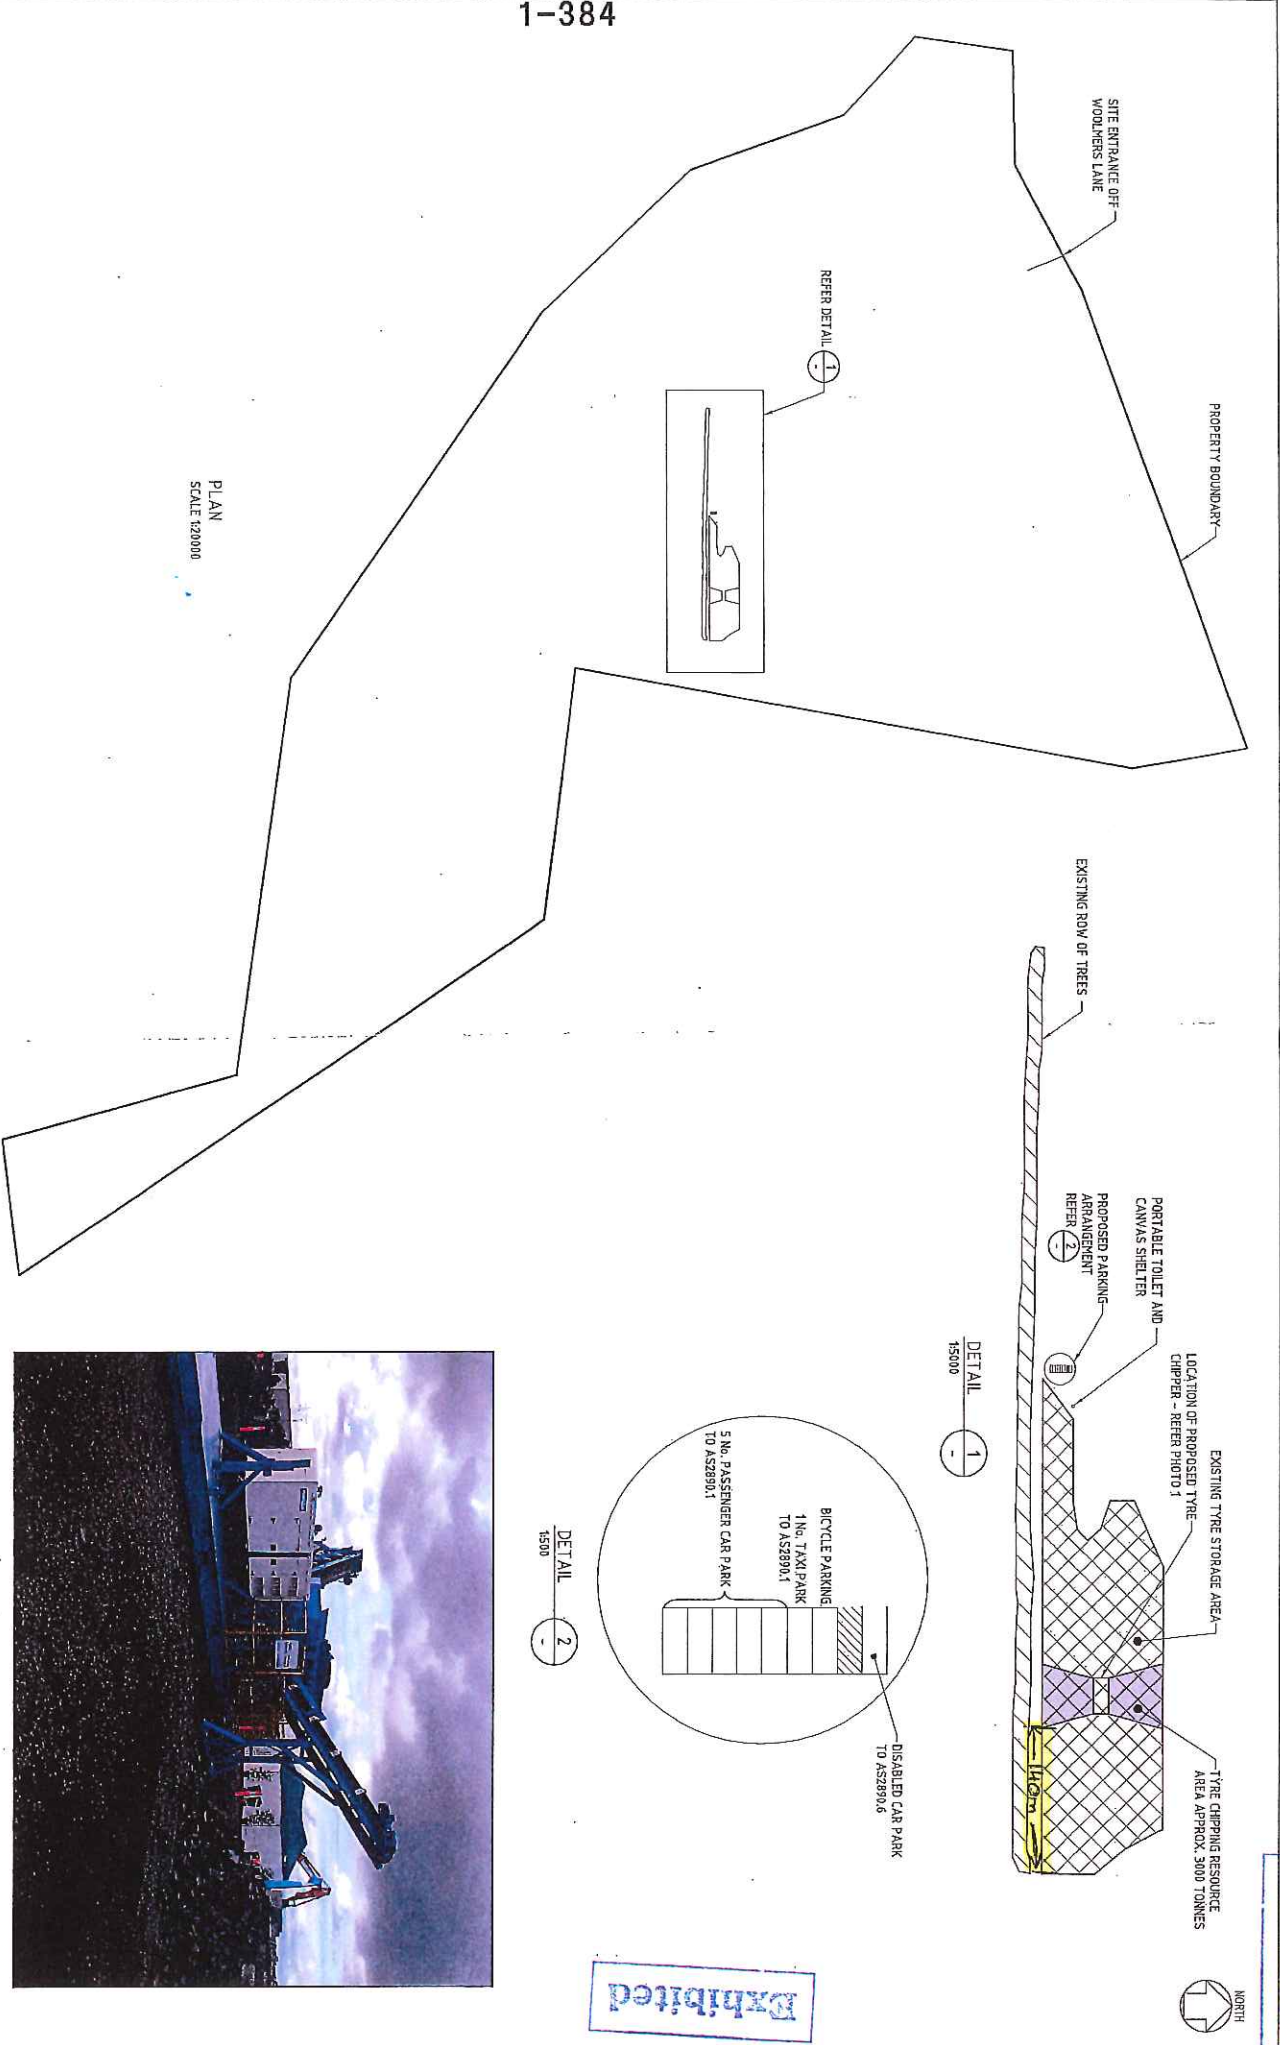 1-384
SITE ENTRANCE OFF
WOOLMERS LANE
PROPERTY BOUNDARY
REFER DETAIL
1
-
PLAN
SCALE 1:20000
EXISTING ROW OF TREES
PORTABLE TOILET AND
CANVAS SHELTER
PROPOSED PARKING
ARRANGEMENT
REFER
2
-
LOCATION OF PROPOSED TYRE
CHIPPER - REFER PHOTO 1
EXISTING TYRE STORAGE AREA
TYRE CHIPPING RESOURCE
AREA APPROX. 3000 TONNES
140m
NORTH
DETAIL
1:5000
1
-
BICYCLE PARKING
1 No. TAXI PARK
TO AS2890.1
5 No. PASSENGER CAR PARK
TO AS2890.1
DISABLED CAR PARK
TO AS2890.6
DETAIL
1:500
2
-
Exhibited